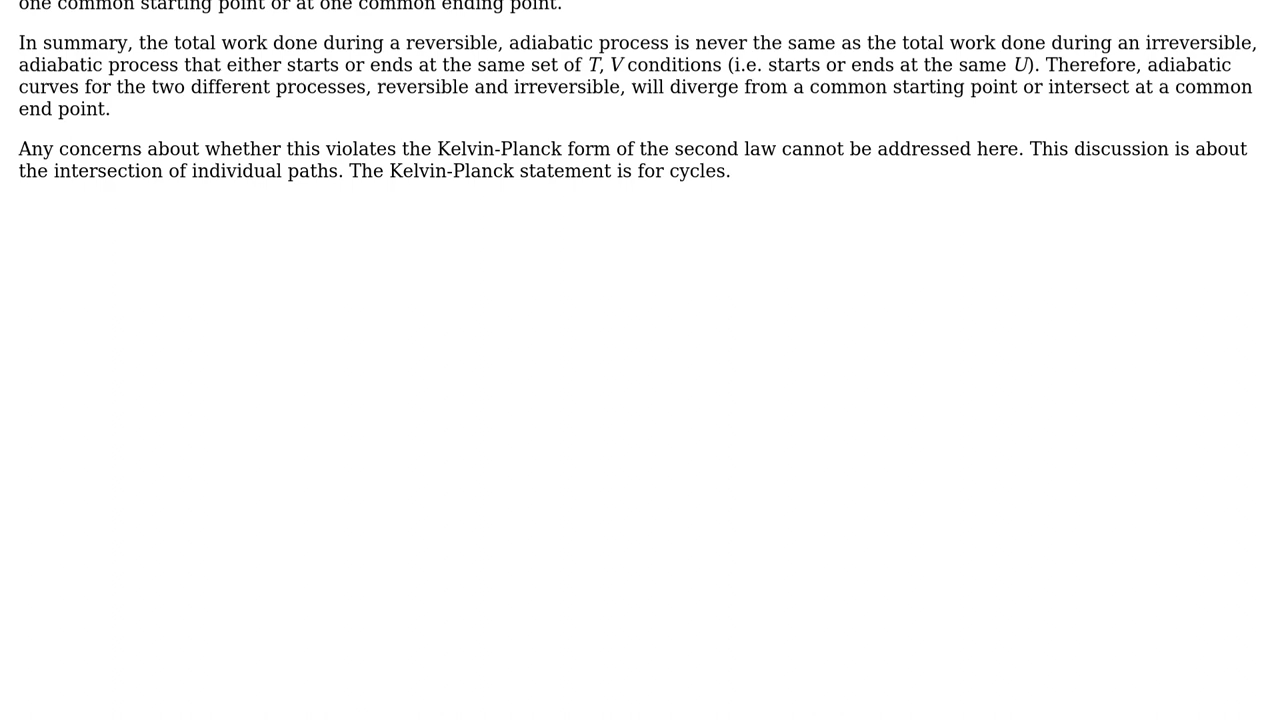 one common starting point or at one common ending point.
In summary, the total work done during a reversible, adiabatic process is never the same as the total work done during an irreversible,
adiabatic process that either starts or ends at the same set of T, V conditions (i.e. starts or ends at the same U). Therefore, adiabatic
curves for the two different processes, reversible and irreversible, will diverge from a common starting point or intersect at a common
end point.
Any concerns about whether this violates the Kelvin-Planck form of the second law cannot be addressed here. This discussion is about
the intersection of individual paths. The Kelvin-Planck statement is for cycles.